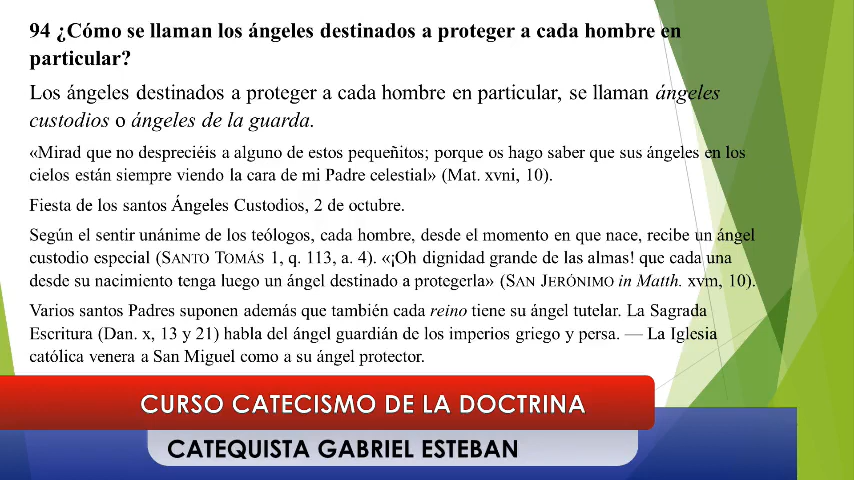 94 ¿Cómo se llaman los ángeles destinados a proteger a cada hombre en
particular?
Los ángeles destinados a proteger a cada hombre en particular, se llaman ángeles
custodios o ángeles de la guarda.
«Mirad que no despreciéis a alguno de estos pequeñitos; porque os hago saber que sus ángeles en los
cielos están siempre viendo la cara de mi Padre celestial» (Mat. xvni, 10).
Fiesta de los santos Ángeles Custodios, 2 de octubre.
Según el sentir unánime de los teólogos, cada hombre, desde el momento en que nace, recibe un ángel
custodio especial (SANTO TOMÁS 1, q. 113, a. 4). «¡Oh dignidad grande de las almas! que cada una
desde su nacimiento tenga luego un ángel destinado a protegerla» (SAN JERÓNIMO in Matth. xvm, 10).
Varios santos Padres suponen además que también cada reino tiene su ángel tutelar. La Sagrada
Escritura (Dan. x, 13 y 21) habla del ángel guardián de los imperios griego y persa. — La Iglesia
católica venera a San Miguel como a su ángel protector.
CURSO CATECISMO DE LA DOCTRINA
CATEQUISTA GABRIEL ESTEBAN